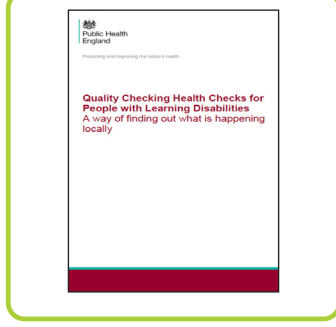 Public Health
England
Protecting and improving the nation's health
Quality Checking Health Checks for
People with Learning Disabilities
A way of finding out what is happening
locally